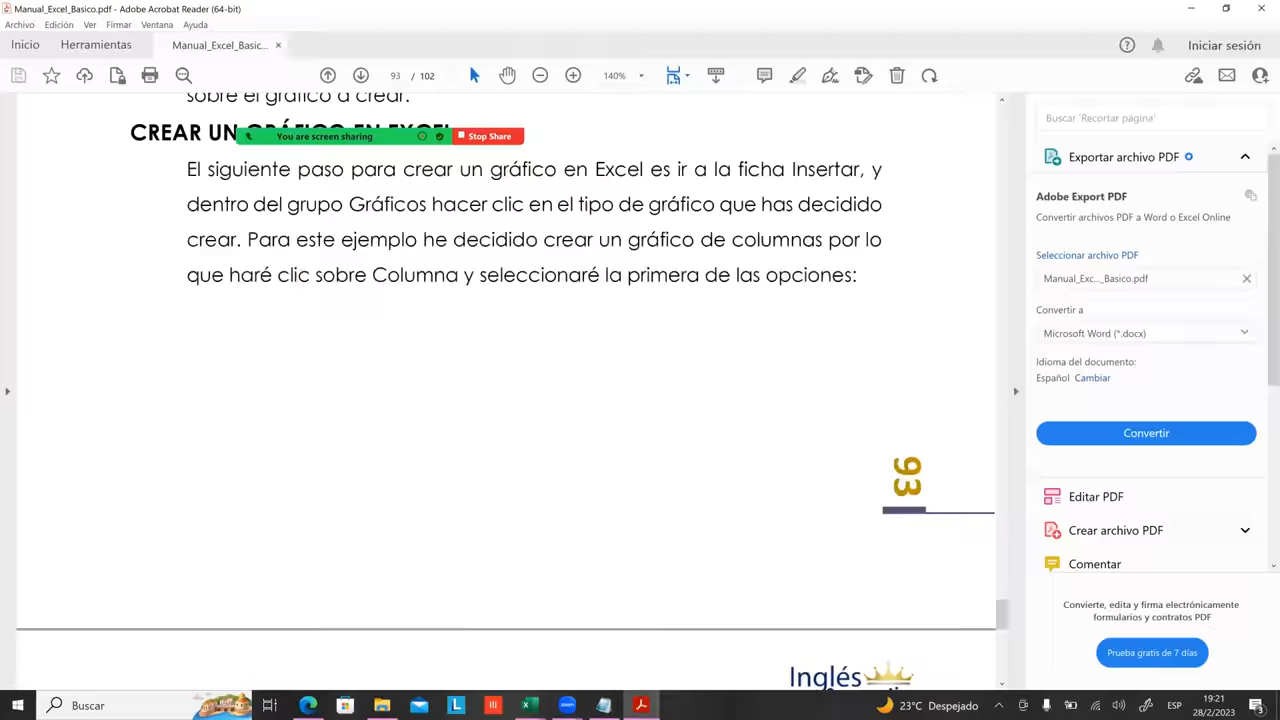 Manual_Excel_Basico.pdf - Adobe Acrobat Reader (64-bit)
Archivo Edición Ver Firmar Ventana Ayuda
Inicio Herramientas Manual_Excel_Basic... × Iniciar sesión
93 / 102 140%
sobre el gráfico a crear.
CREAR UN GRÁFICO EN EXCEL
You are screen sharing Stop Share
El siguiente paso para crear un gráfico en Excel es ir a la ficha Insertar, y
dentro del grupo Gráficos hacer clic en el tipo de gráfico que has decidido
crear. Para este ejemplo he decidido crear un gráfico de columnas por lo
que haré clic sobre Columna y seleccionaré la primera de las opciones:
93
Inglés
Buscar 'Recortar página'
Exportar archivo PDF
Adobe Export PDF
Convertir archivos PDF a Word o Excel Online
Seleccionar archivo PDF
Manual_Exc..._Basico.pdf
Convertir a
Microsoft Word (*.docx)
Idioma del documento:
Español Cambiar
Convertir
Editar PDF
Crear archivo PDF
Comentar
Convierte, edita y firma electrónicamente
formularios y contratos PDF
Prueba gratis de 7 días
Buscar
23°C Despejado
ESP
19:21
28/2/2023